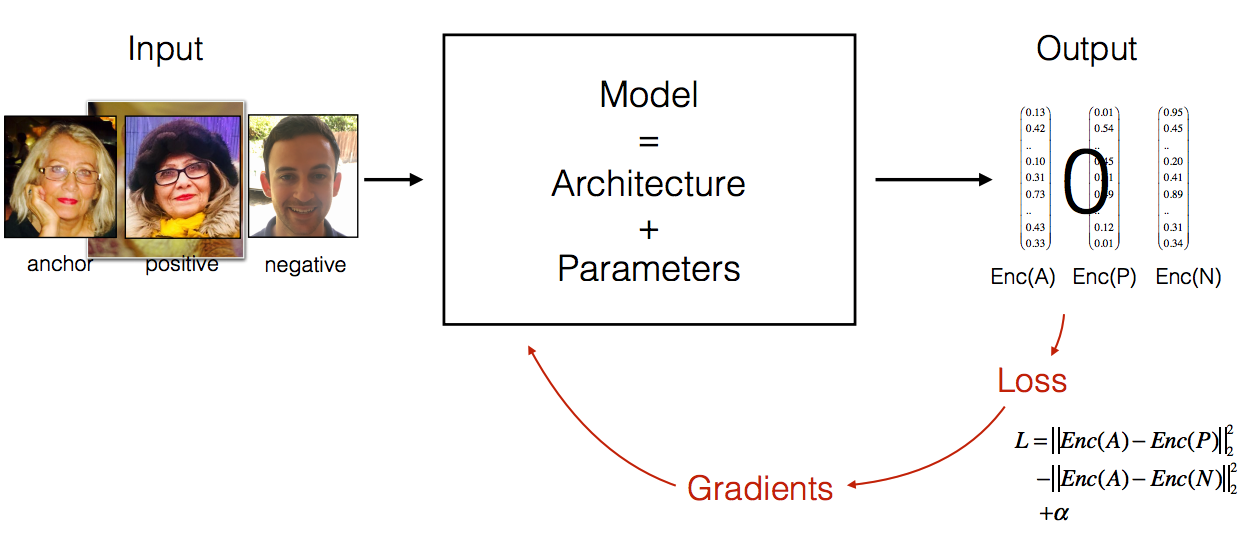 Input
anchor
positive
negative
Model
=
Architecture
+
Parameters
Output
0.13
0.42
..
0.10
0.31
0.73
..
0.43
0.33
Enc(A)
0.01
0.54
..
0
..
0.12
0.01
Enc(P)
0.95
0.45
..
0.20
0.41
0.89
..
0.31
0.34
Enc(N)
Loss
L=||Enc(A)−Enc(P)||₂²
−||Enc(A)−Enc(N)||₂²
+α
Gradients